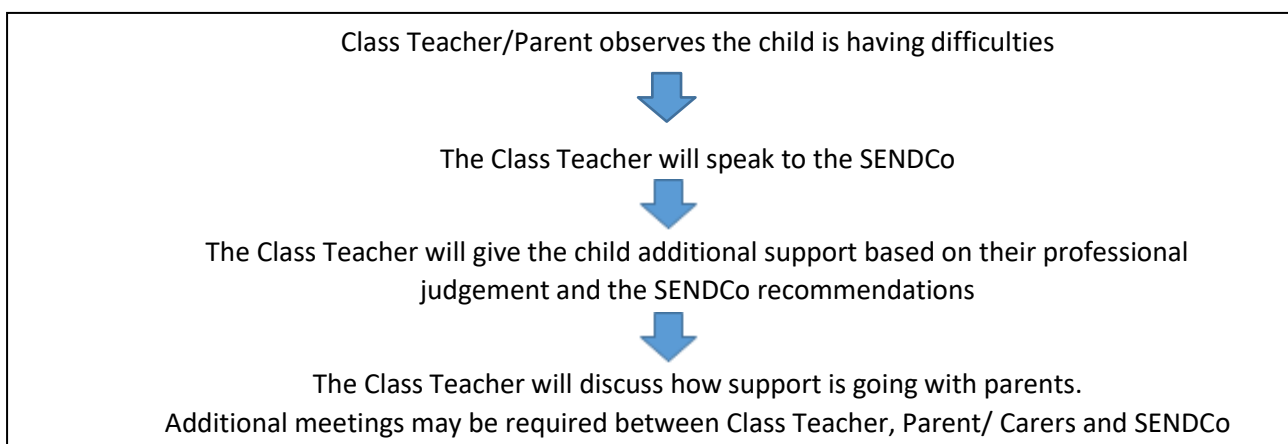 Class Teacher/Parent observes the child is having difficulties
The Class Teacher will speak to the SENDCo
The Class Teacher will give the child additional support based on their professional
judgement and the SENDCo recommendations
The Class Teacher will discuss how support is going with parents.
Additional meetings may be required between Class Teacher, Parent/ Carers and SENDCo